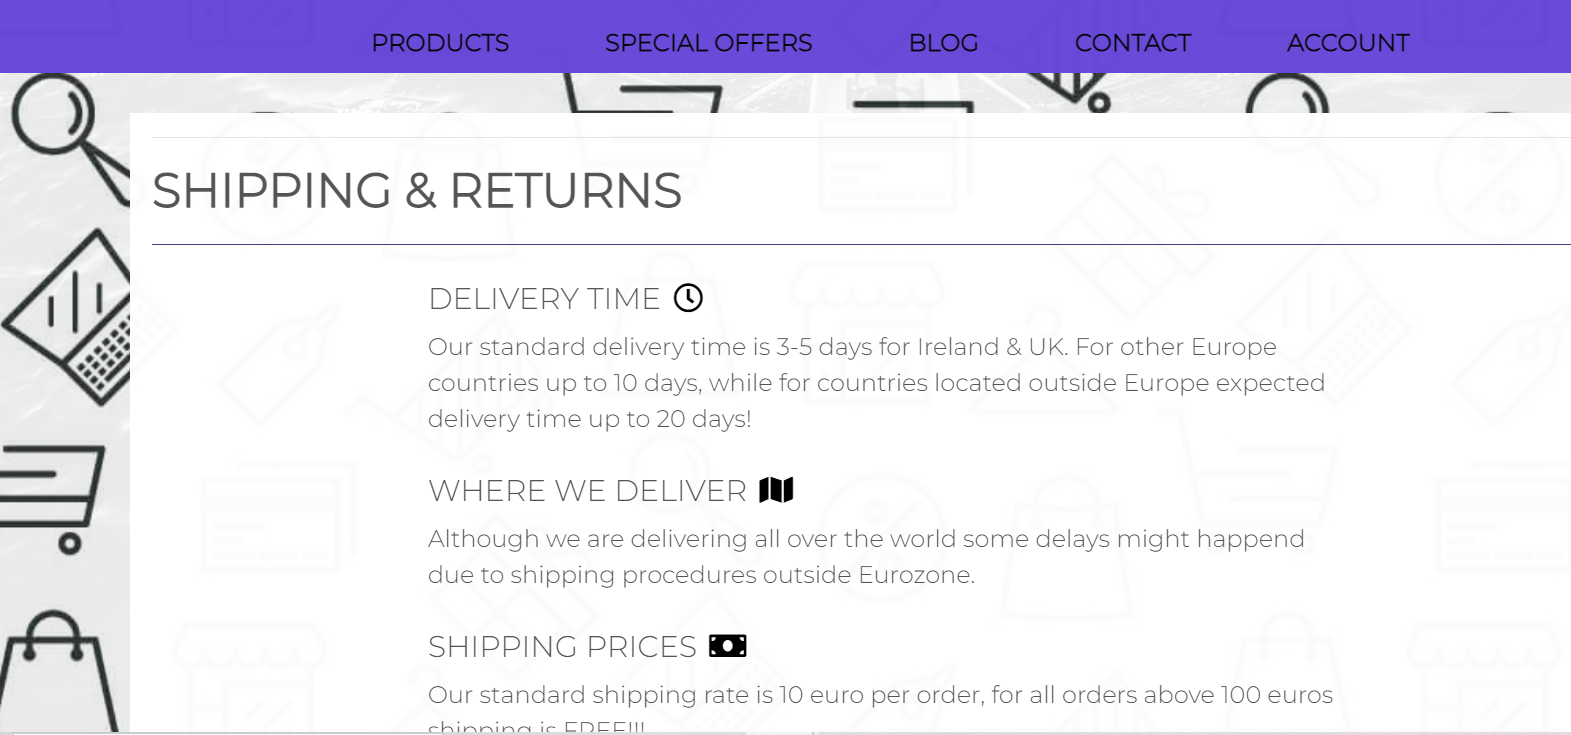 PRODUCTS SPECIAL OFFERS BLOG CONTACT ACCOUNT
SHIPPING & RETURNS
DELIVERY TIME
Our standard delivery time is 3-5 days for Ireland & UK. For other Europe
countries up to 10 days, while for countries located outside Europe expected
delivery time up to 20 days!
WHERE WE DELIVER
Although we are delivering all over the world some delays might happend
due to shipping procedures outside Eurozone.
SHIPPING PRICES
Our standard shipping rate is 10 euro per order, for all orders above 100 euros
shipping is FREE!!!